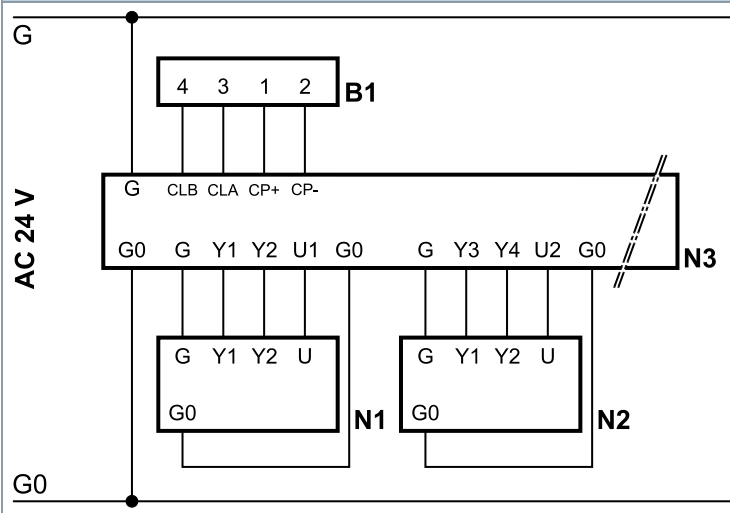 G
4 3 1 2
B1
G CLB CLA CP+ CP-
AC 24 V
G0 G Y1 Y2 U1 G0 G Y3 Y4 U2 G0
N3
G Y1 Y2 U
G0
N1
G Y1 Y2 U
G0
N2
G0